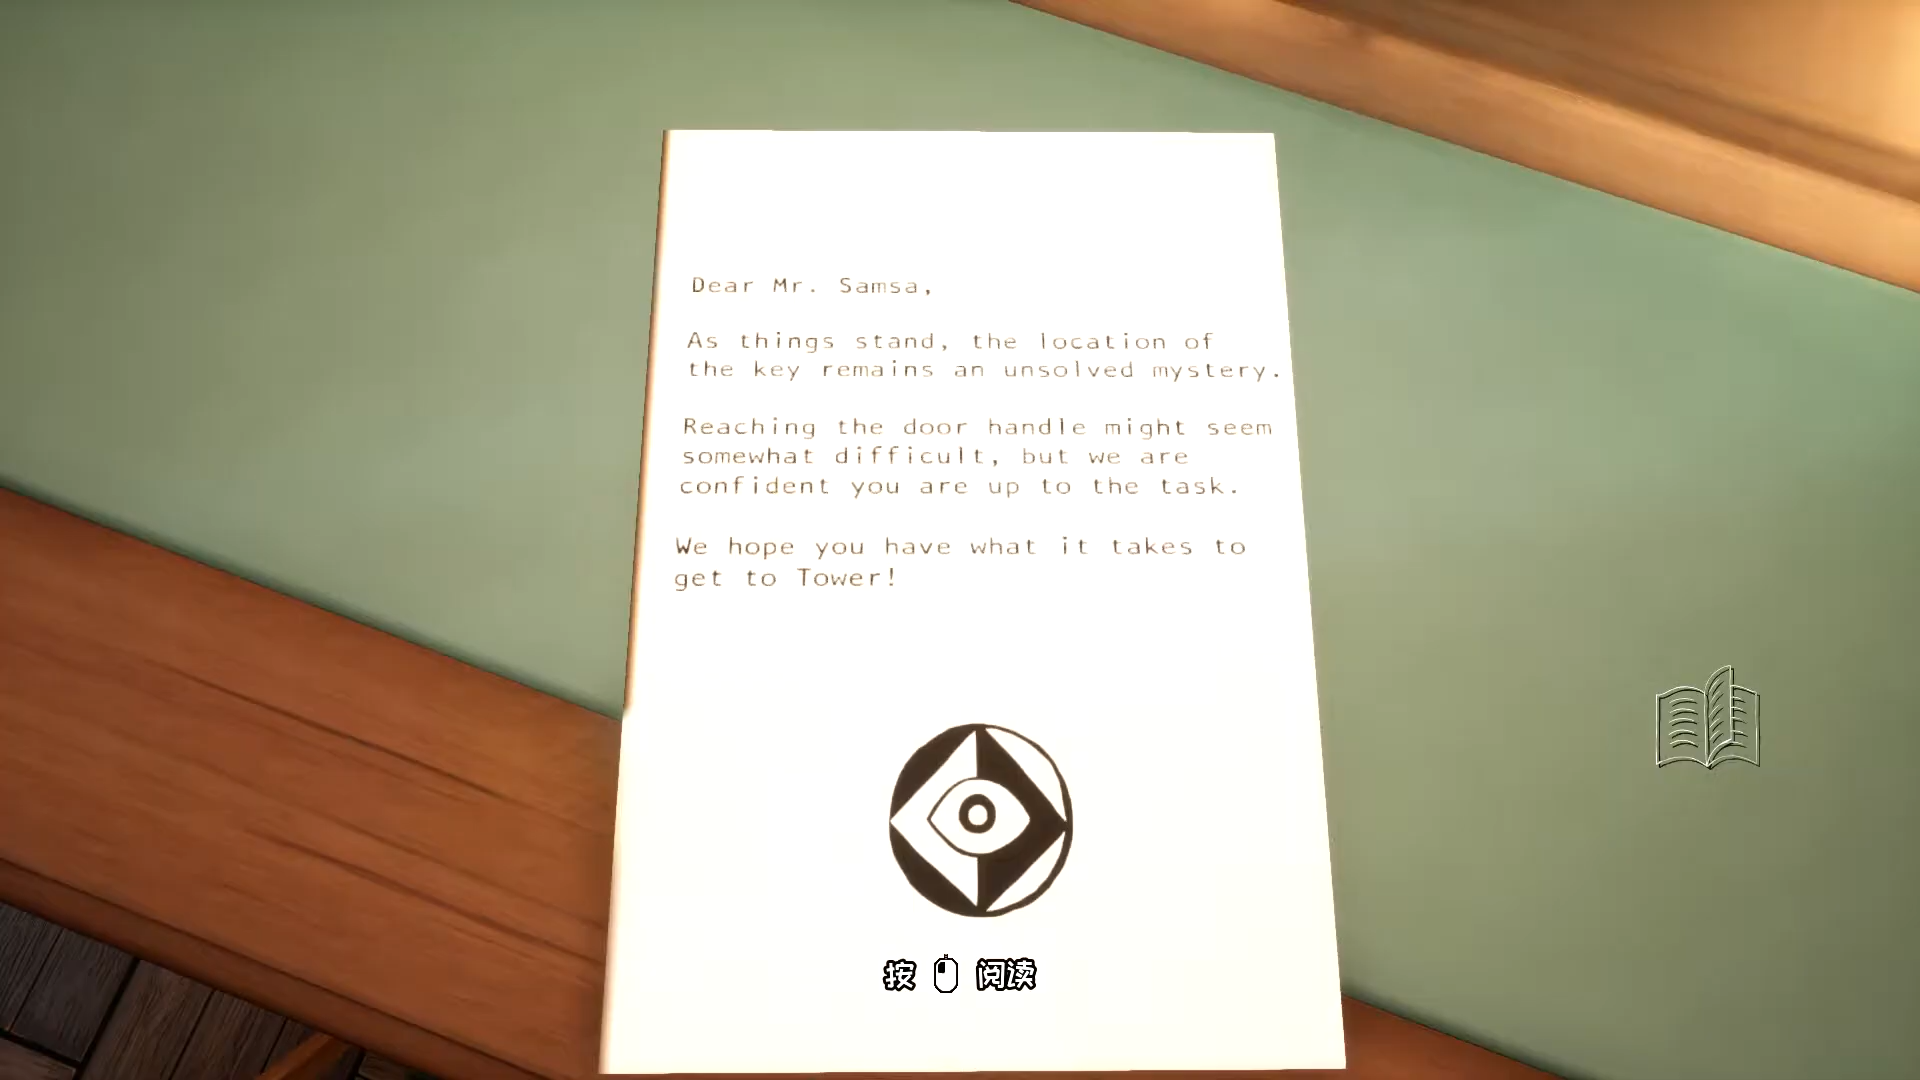 Dear Mr. Samsa,
As things stand, the location of
the key remains an unsolved mystery.
Reaching the door handle might seem
somewhat difficult, but we are
confident you are up to the task.
We hope you have what it takes to
get to Tower!
按 阅读